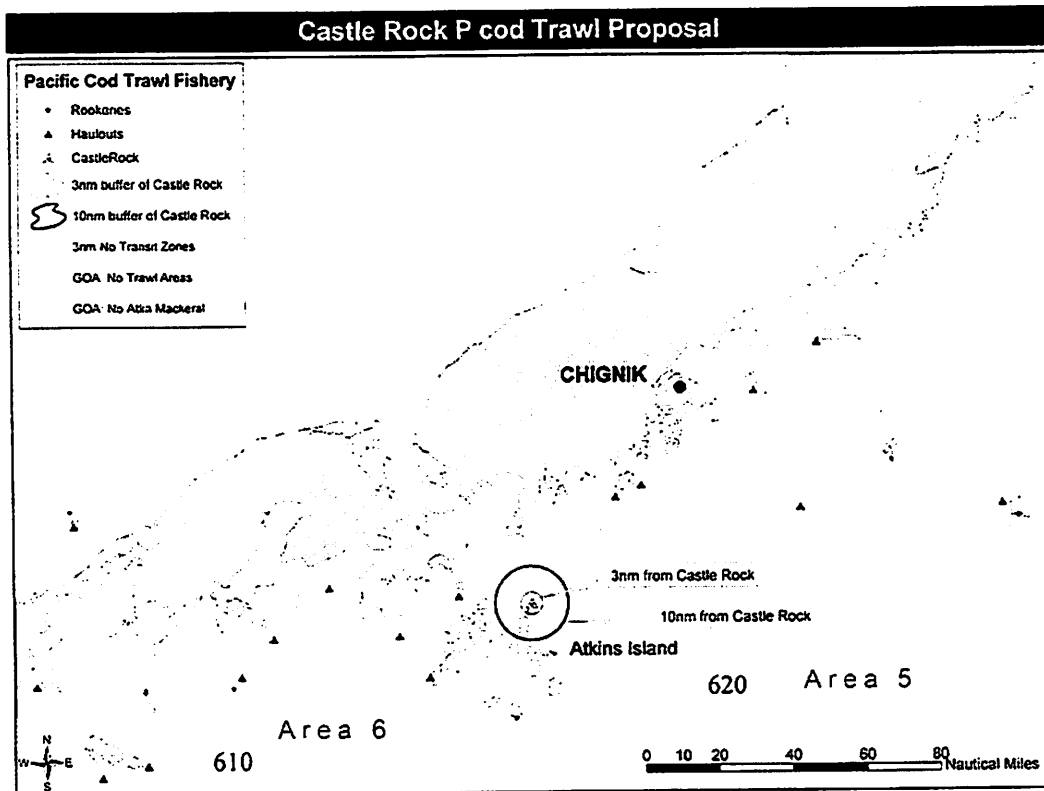 Castle Rock P cod Trawl Proposal
Pacific Cod Trawl Fishery
Rookenes
Haulouts
CastleRock
3nm buffer of Castle Rock
10nm buffer of Castle Rock
3nm No Transit Zones
GOA No Trawl Areas
GOA: No Atka Mackeral
CHIGNIK
3nm from Castle Rock
10nm from Castle Rock
Atkins Island
620 Area 5
Area 6
610
N
W E
S
0 10 20 40 60 80
Nautical Miles